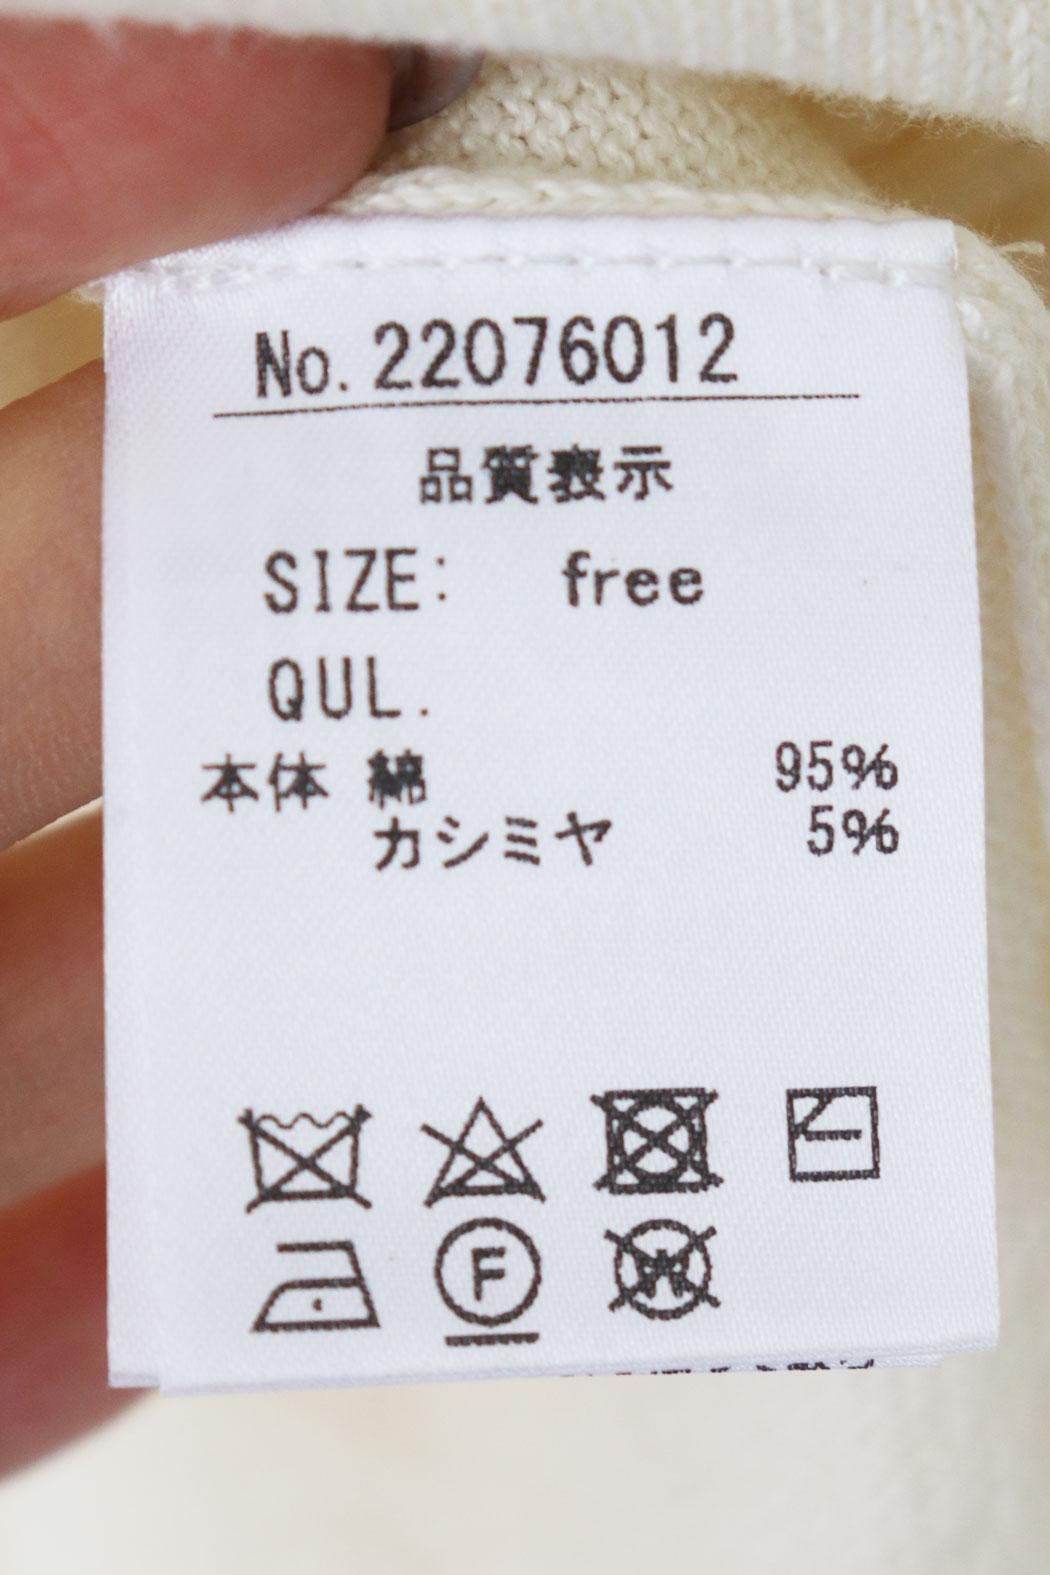 No.22076012
品質表示
SIZE: free
QUL.
本体 綿 95%
カシミヤ 5%
F
W